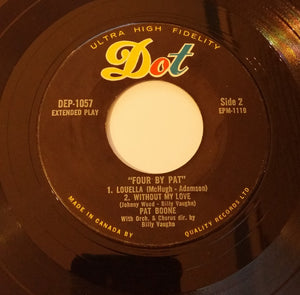 ULTRA HIGH FIDELITY
Dot
DEP-1057
EXTENDED PLAY
Side 2
EPM-1119
"FOUR BY PAT"
1. LOUELLA (McHugh - Adamson)
2. WITHOUT MY LOVE
(Johnny Wood - Billy Vaughn)
PAT BOONE
With Orch. & Chorus dir. by
Billy Vaughn
MADE IN CANADA BY QUALITY RECORDS LTD